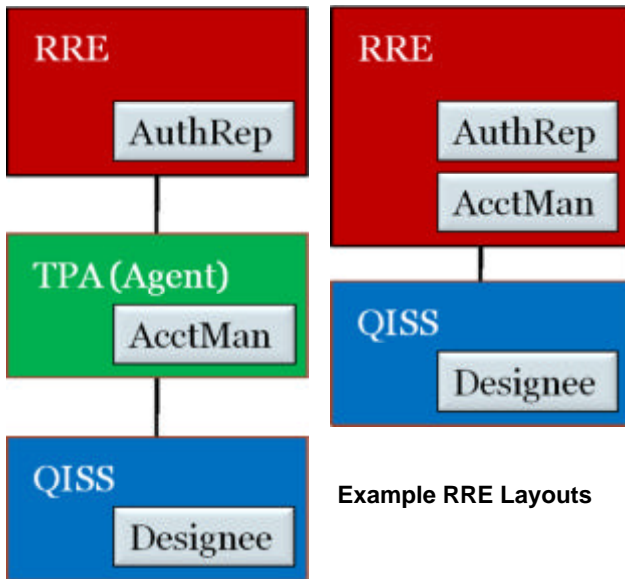 RRE
AuthRep
TPA (Agent)
AcctMan
QISS
Designee
RRE
AuthRep
AcctMan
QISS
Designee
Example RRE Layouts